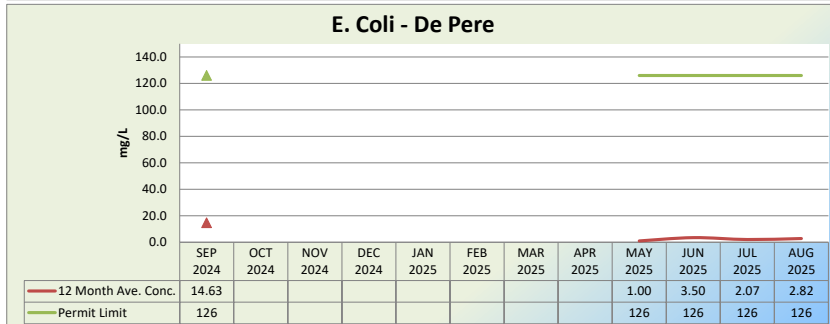 E. Coli - De Pere
140.0
120.0
100.0
80.0
60.0
40.0
20.0
0.0
mg/L
SEP 2024 OCT 2024 NOV 2024 DEC 2024 JAN 2025 FEB 2025 MAR 2025 APR 2025 MAY 2025 JUN 2025 JUL 2025 AUG 2025
12 Month Ave. Conc. 14.63 1.00 3.50 2.07 2.82
Permit Limit 126 126 126 126 126